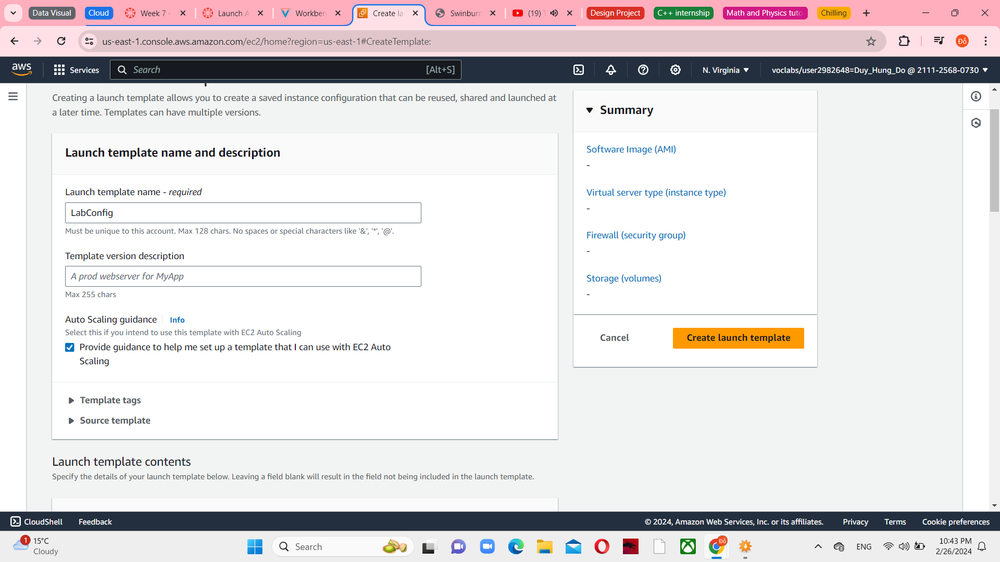 Data Visual
Cloud
Week 7 -
Launch A
Workben
Create la
Swinburn
(19)
Design Project
C++ internship
Math and Physics tuto
Chilling
us-east-1.console.aws.amazon.com/ec2/home?region=us-east-1#CreateTemplate:
Đỗ
aws
Services
Search
[Alt+S]
N. Virginia
voclabs/user2982648=Duy_Hung_Do @ 2111-2568-0730
Creating a launch template allows you to create a saved instance configuration that can be reused, shared and launched at
a later time. Templates can have multiple versions.
Launch template name and description
Launch template name - required
LabConfig
Must be unique to this account. Max 128 chars. No spaces or special characters like '&', '*', '@'.
Template version description
A prod webserver for MyApp
Max 255 chars
Auto Scaling guidance
Info
Select this if you intend to use this template with EC2 Auto Scaling
Provide guidance to help me set up a template that I can use with EC2 Auto
Scaling
Template tags
Source template
Launch template contents
Specify the details of your launch template below. Leaving a field blank will result in the field not being included in the launch template.
Summary
Software Image (AMI)
-
Virtual server type (instance type)
-
Firewall (security group)
-
Storage (volumes)
-
Cancel
Create launch template
CloudShell
Feedback
© 2024, Amazon Web Services, Inc. or its affiliates.
Privacy
Terms
Cookie preferences
1
15°C
Cloudy
Search
Đỗ
ENG
10:43 PM
2/26/2024